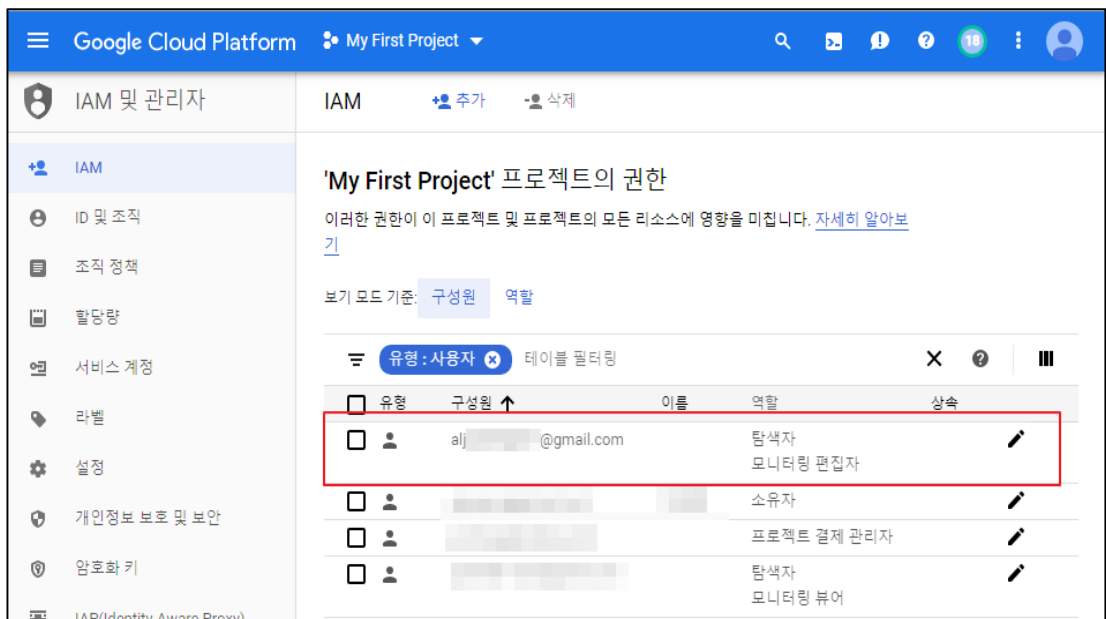 Google Cloud Platform My First Project 18
IAM 및 관리자
IAM 추가 삭제
IAM
ID 및 조직
조직 정책
할당량
서비스 계정
라벨
설정
개인정보 보호 및 보안
암호화 키
IAP(Identity Aware Proxy)
'My First Project' 프로젝트의 권한
이러한 권한이 이 프로젝트 및 프로젝트의 모든 리소스에 영향을 미칩니다. 자세히 알아보
기
보기 모드 기준: 구성원 역할
유형 : 사용자 테이블 필터링
유형 구성원 이름 역할 상속
alj @gmail.com 탐색자
모니터링 편집자
소유자
프로젝트 결제 관리자
탐색자
모니터링 뷰어